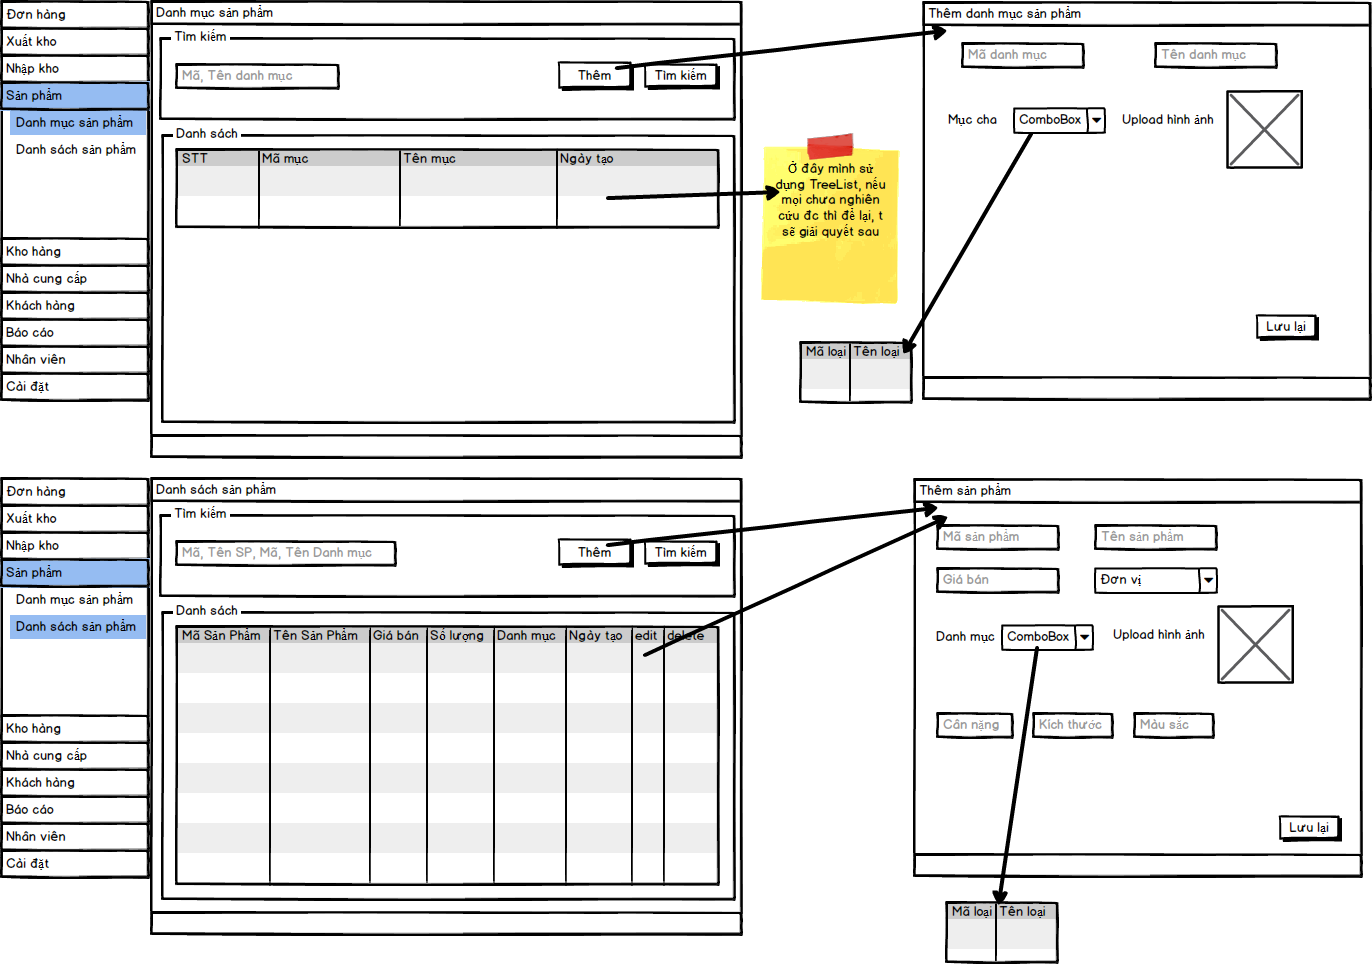 Đơn hàng
Xuất kho
Nhập kho
Sản phẩm
Danh mục sản phẩm
Danh sách sản phẩm
Kho hàng
Nhà cung cấp
Khách hàng
Báo cáo
Nhân viên
Cài đặt
Danh mục sản phẩm
Tìm kiếm
Mã, Tên danh mục
Thêm
Tìm kiếm
Danh sách
STT
Mã mục
Tên mục
Ngày tạo
Ở đây mình sử
dụng TreeList, nếu
mọi chưa nghiên
cứu đc thì để lại, t
sẽ giải quyết sau
Thêm danh mục sản phẩm
Mã danh mục
Tên danh mục
Mục cha
ComboBox
Upload hình ảnh
Lưu lại
Mã loại
Tên loại
Đơn hàng
Xuất kho
Nhập kho
Sản phẩm
Danh mục sản phẩm
Danh sách sản phẩm
Kho hàng
Nhà cung cấp
Khách hàng
Báo cáo
Nhân viên
Cài đặt
Danh sách sản phẩm
Tìm kiếm
Mã, Tên SP, Mã, Tên Danh mục
Thêm
Tìm kiếm
Danh sách
Mã Sản Phẩm
Tên Sản Phẩm
Giá bán
Số lượng
Danh mục
Ngày tạo
edit
delete
Thêm sản phẩm
Mã sản phẩm
Tên sản phẩm
Giá bán
Đơn vị
Danh mục
ComboBox
Upload hình ảnh
Cân nặng
Kích thước
Màu sắc
Lưu lại
Mã loại
Tên loại